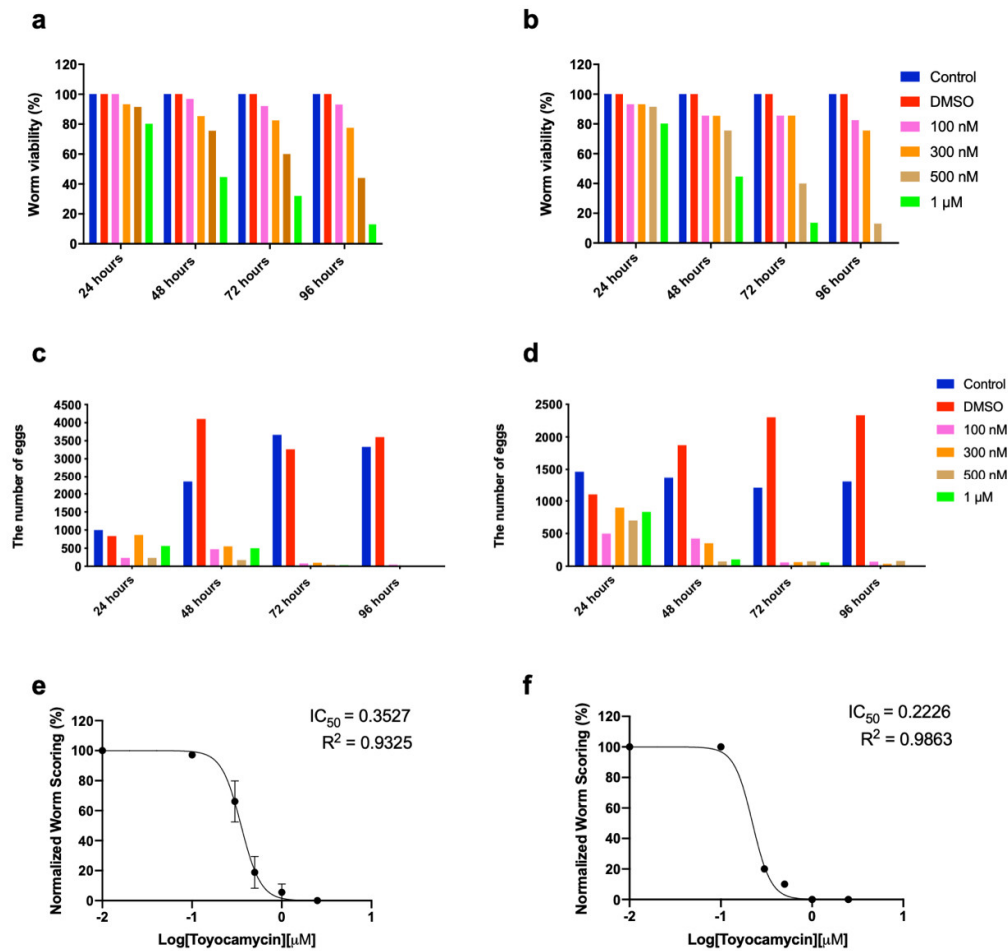 a
b
120
100
80
60
40
20
0
Worm viability (%)
24 hours
48 hours
72 hours
96 hours
120
100
80
60
40
20
0
Worm viability (%)
24 hours
48 hours
72 hours
96 hours
Control
DMSO
100 nM
300 nM
500 nM
1 µM
c
d
4500
4000
3500
3000
2500
2000
1500
1000
500
0
The number of eggs
24 hours
48 hours
72 hours
96 hours
2500
2000
1500
1000
500
0
The number of eggs
24 hours
48 hours
72 hours
96 hours
Control
DMSO
100 nM
300 nM
500 nM
1 µM
e
f
IC50 = 0.3527
R2 = 0.9325
120
100
80
60
40
20
0
Normalized Worm Scoring (%)
-2
-1
0
1
Log[Toyocamycin][µM]
IC50 = 0.2226
R2 = 0.9863
120
100
80
60
40
20
0
Normalized Worm Scoring (%)
-2
-1
0
1
Log[Toyocamycin][µM]